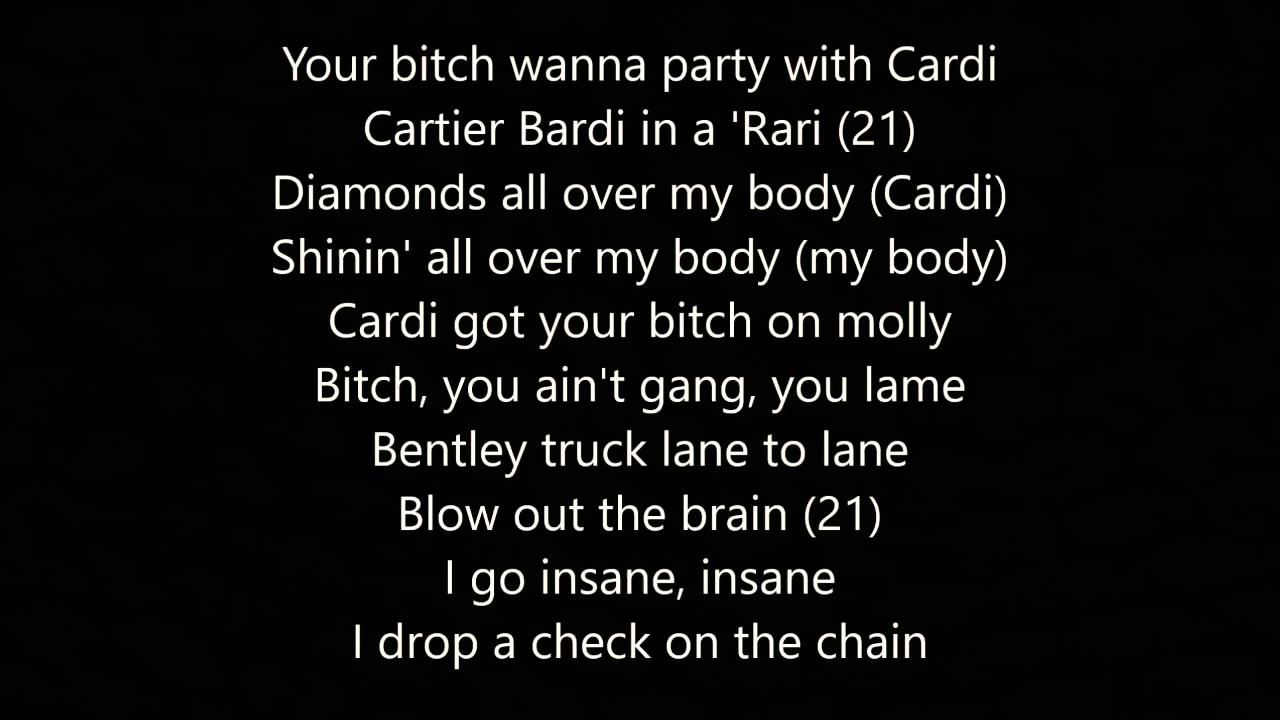 Your bitch wanna party with Cardi
Cartier Bardi in a 'Rari (21)
Diamonds all over my body (Cardi)
Shinin' all over my body (my body)
Cardi got your bitch on molly
Bitch, you ain't gang, you lame
Bentley truck lane to lane
Blow out the brain (21)
I go insane, insane
I drop a check on the chain